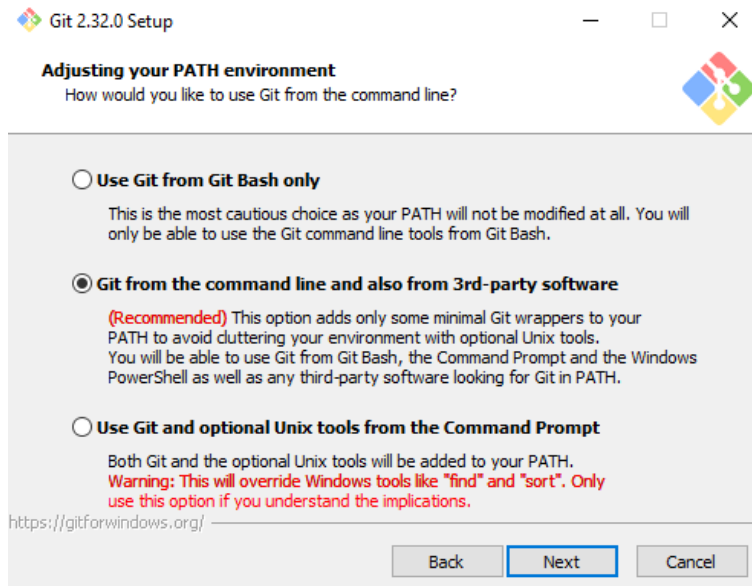 Git 2.32.0 Setup
Adjusting your PATH environment
How would you like to use Git from the command line?
Use Git from Git Bash only
This is the most cautious choice as your PATH will not be modified at all. You will
only be able to use the Git command line tools from Git Bash.
Git from the command line and also from 3rd-party software
(Recommended) This option adds only some minimal Git wrappers to your
PATH to avoid cluttering your environment with optional Unix tools.
You will be able to use Git from Git Bash, the Command Prompt and the Windows
PowerShell as well as any third-party software looking for Git in PATH.
Use Git and optional Unix tools from the Command Prompt
Both Git and the optional Unix tools will be added to your PATH.
Warning: This will override Windows tools like "find" and "sort". Only
use this option if you understand the implications.
https://gitforwindows.org/
Back Next Cancel